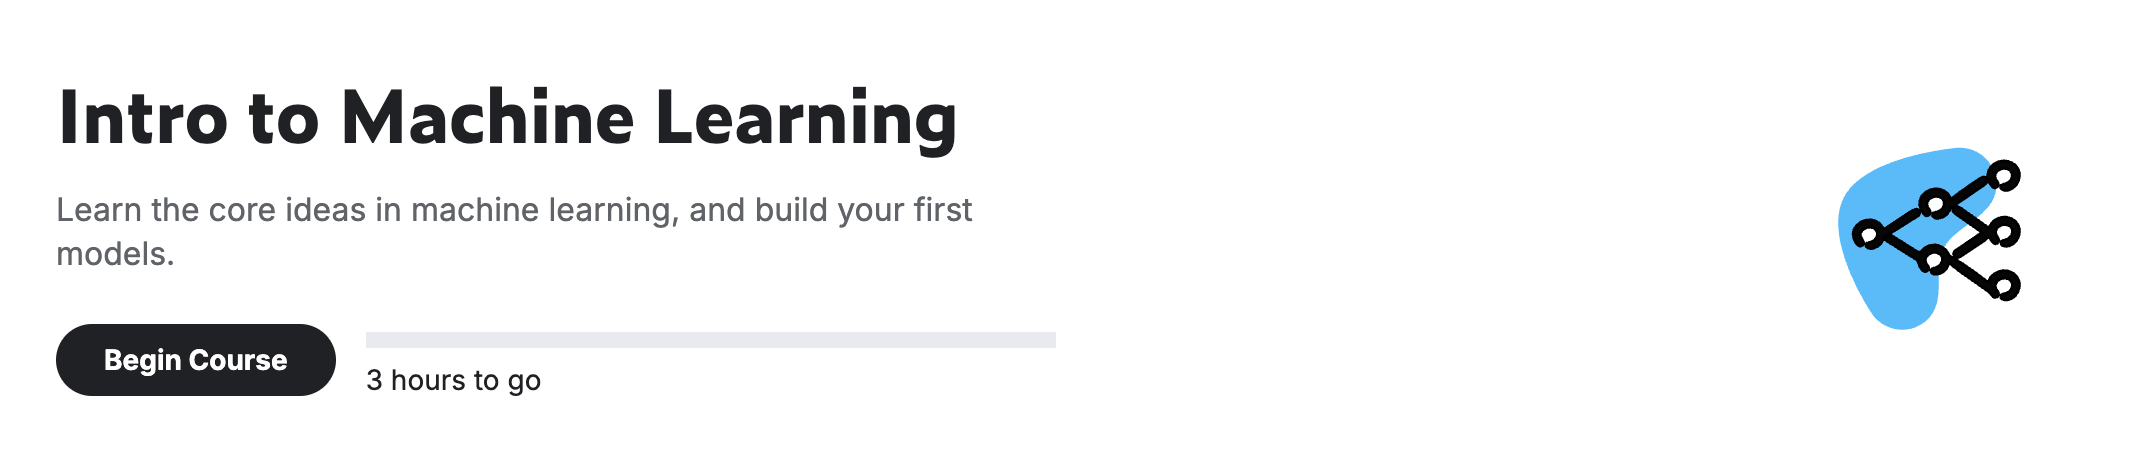 Intro to Machine Learning
Learn the core ideas in machine learning, and build your first
models.
Begin Course
3 hours to go